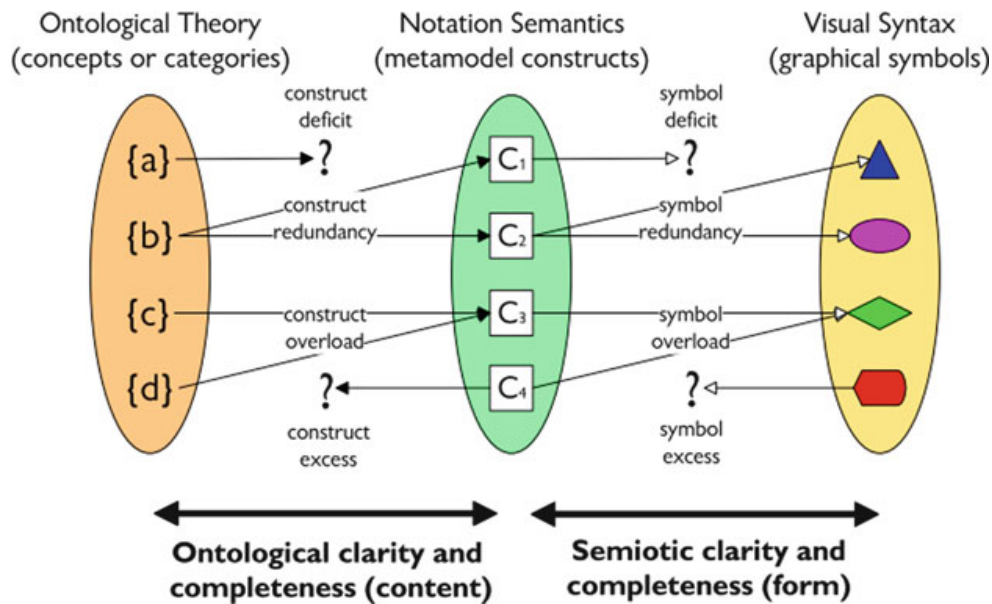 Ontological Theory
(concepts or categories)
Notation Semantics
(metamodel constructs)
Visual Syntax
(graphical symbols)
construct
deficit
symbol
deficit
{a}
?
C1
?
{b}
construct
redundancy
C2
symbol
redundancy
{c}
construct
overload
C3
symbol
overload
{d}
?
C4
?
construct
excess
symbol
excess
Ontological clarity and
completeness (content)
Semiotic clarity and
completeness (form)